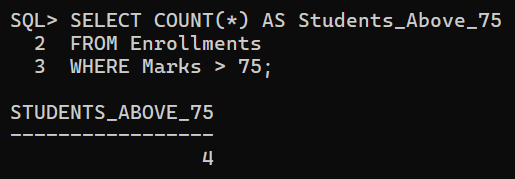 SQL> SELECT COUNT(*) AS Students_Above_75
  2  FROM Enrollments
  3  WHERE Marks > 75;

STUDENTS_ABOVE_75
-----------------
                4